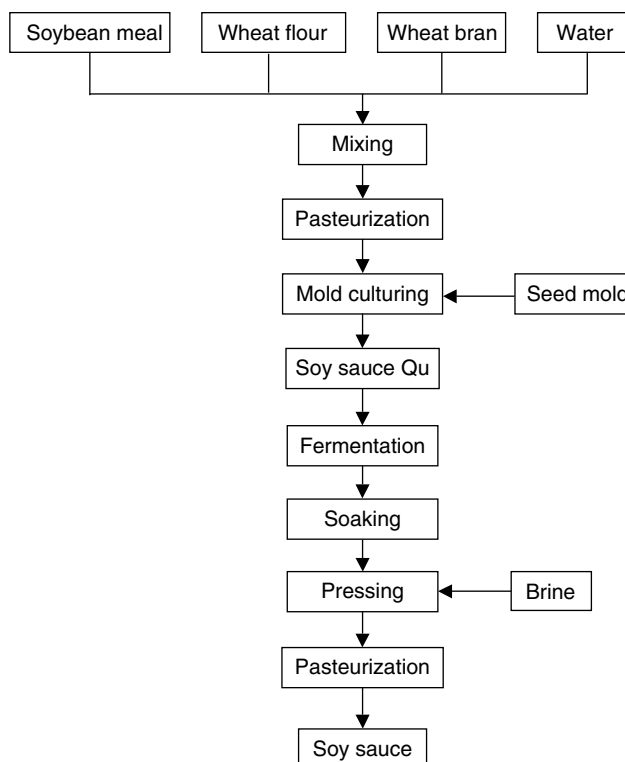 Soybean meal
Wheat flour
Wheat bran
Water
Mixing
Pasteurization
Mold culturing
Seed mold
Soy sauce Qu
Fermentation
Soaking
Pressing
Brine
Pasteurization
Soy sauce